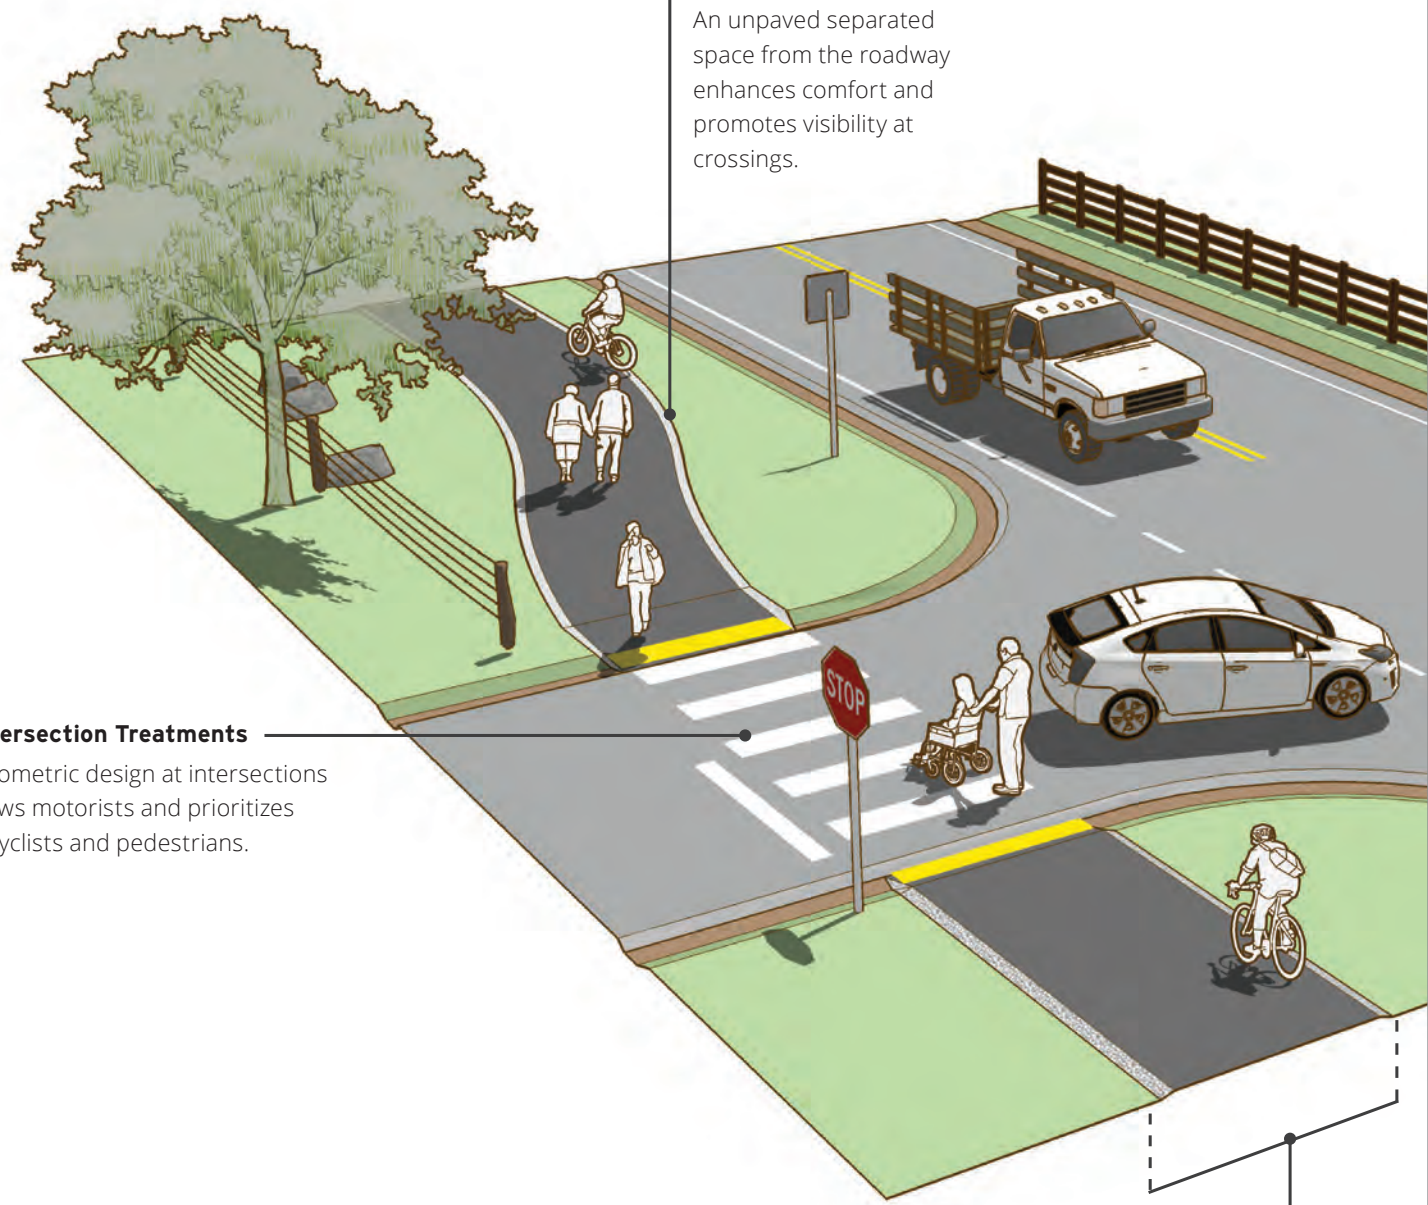 An unpaved separated
space from the roadway
enhances comfort and
promotes visibility at
crossings.
STOP
ersection Treatments
ometric design at intersections
ws motorists and prioritizes
yclists and pedestrians.